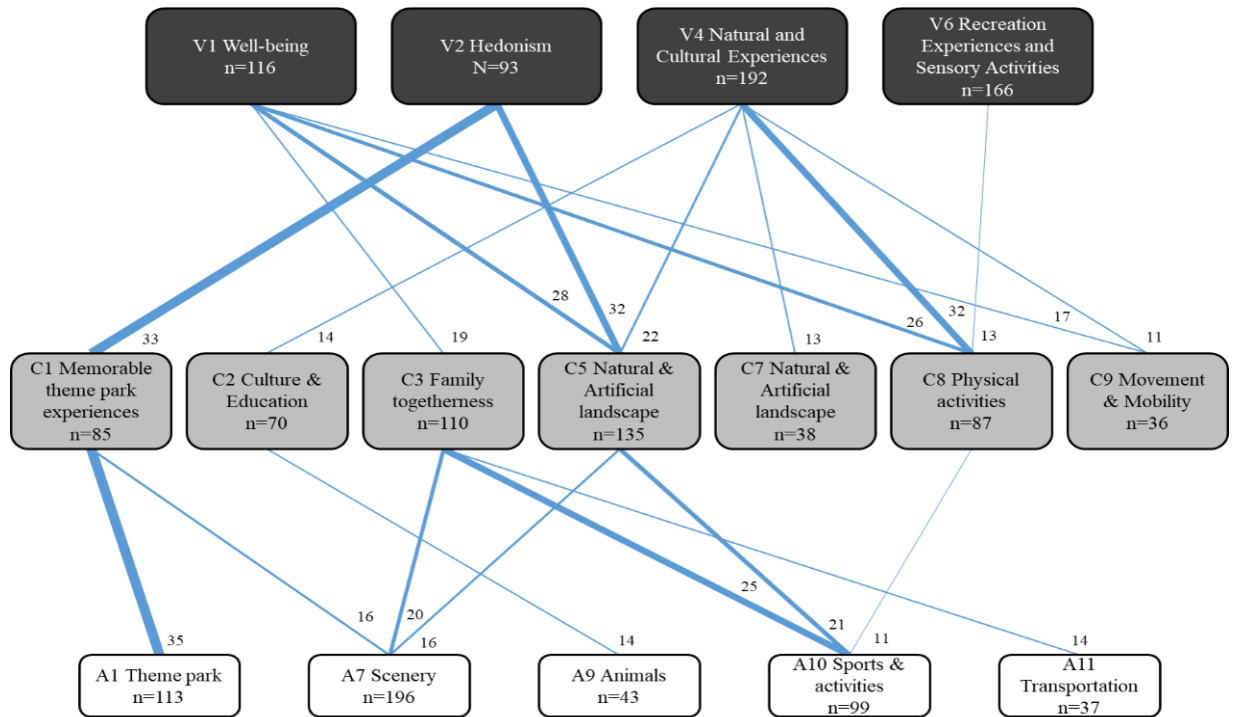 V1 Well-being
n=116
V2 Hedonism
N=93
V4 Natural and
Cultural Experiences
n=192
V6 Recreation
Experiences and
Sensory Activities
n=166
28
32
22
32
26
13
17
11
33
14
19
13
C1 Memorable
theme park
experiences
n=85
C2 Culture &
Education
n=70
C3 Family
togetherness
n=110
C5 Natural &
Artificial
landscape
n=135
C7 Natural &
Artificial
landscape
n=38
C8 Physical
activities
n=87
C9 Movement
& Mobility
n=36
35
16
20
16
14
25
21
11
14
A1 Theme park
n=113
A7 Scenery
n=196
A9 Animals
n=43
A10 Sports &
activities
n=99
A11
Transportation
n=37